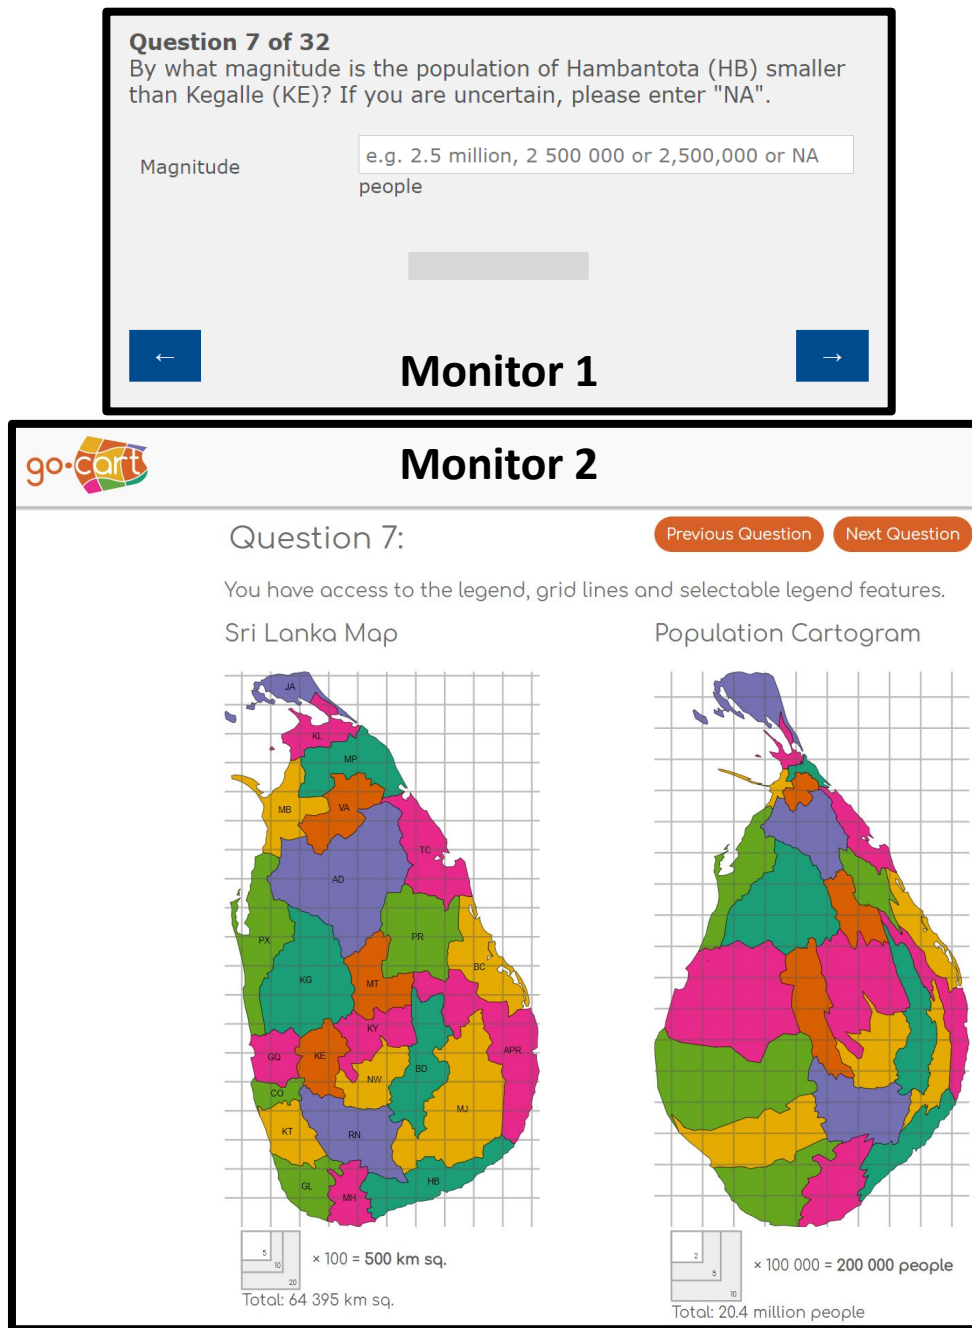 Question 7 of 32
By what magnitude is the population of Hambantota (HB) smaller
than Kegalle (KE)? If you are uncertain, please enter "NA".
Magnitude
e.g. 2.5 million, 2 500 000 or 2,500,000 or NA
people
←
Monitor 1
→
go-cart
Monitor 2
Question 7:
Previous Question
Next Question
You have access to the legend, grid lines and selectable legend features.
Sri Lanka Map
Population Cartogram
JA
KL
MP
MB
VA
TC
AD
PX
PR
KG
MT
BC
KY
GQ
KE
APR
NW
BD
CO
MJ
KT
RN
GL
MH
HB
5
10
20
× 100 = 500 km sq.
Total: 64 395 km sq.
2
5
10
× 100 000 = 200 000 people
Total: 20.4 million people